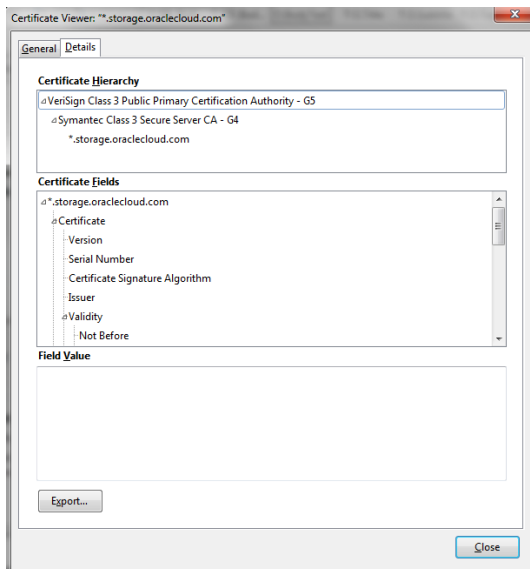 Certificate Viewer: "*.storage.oraclecloud.com"
General Details
Certificate Hierarchy
VeriSign Class 3 Public Primary Certification Authority - G5
Symantec Class 3 Secure Server CA - G4
*.storage.oraclecloud.com
Certificate Fields
*.storage.oraclecloud.com
Certificate
Version
Serial Number
Certificate Signature Algorithm
Issuer
Validity
Not Before
Field Value
Export...
Close